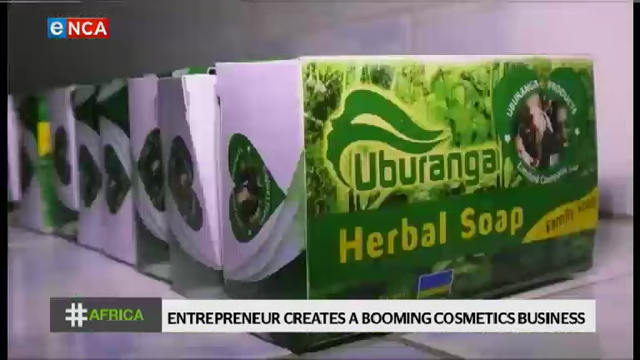 eNCA
Uburanga
UBURANGA PRODUCTS
Herbal Soap
Family soap
#AFRICA
ENTREPRENEUR CREATES A BOOMING COSMETICS BUSINESS